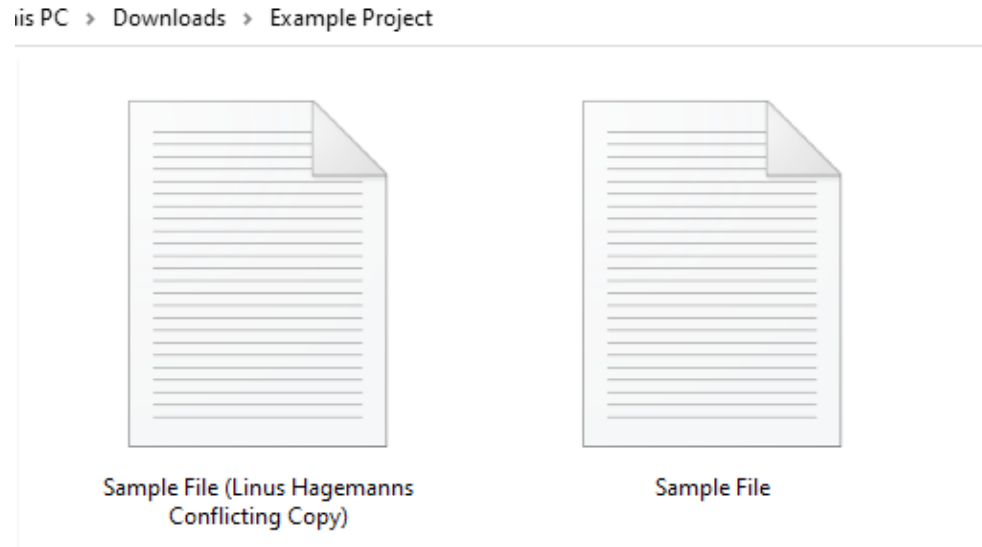 is PC > Downloads > Example Project
Sample File (Linus Hagemanns
Conflicting Copy)
Sample File